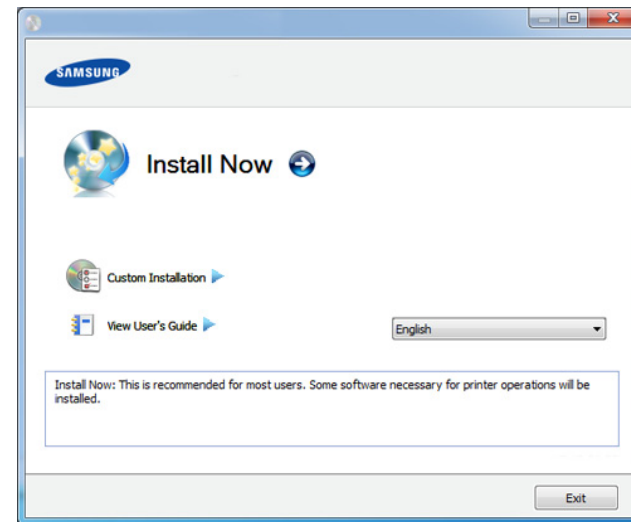 SAMSUNG
Install Now
Custom Installation
View User's Guide
English
Install Now: This is recommended for most users. Some software necessary for printer operations will be
installed.
Exit